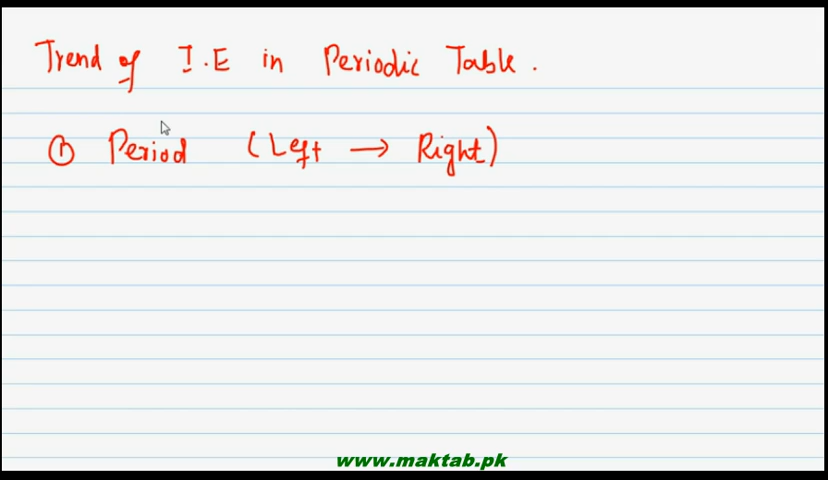 Trend of I.E in Periodic Table.
① Period (Left → Right)
www.maktab.pk